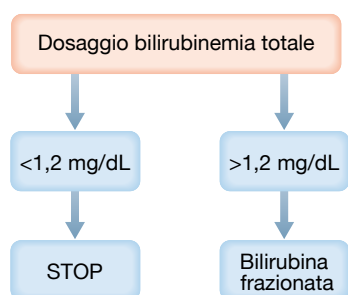 Dosaggio bilirubinemia totale
<1,2 mg/dL
>1,2 mg/dL
STOP
Bilirubina
frazionata